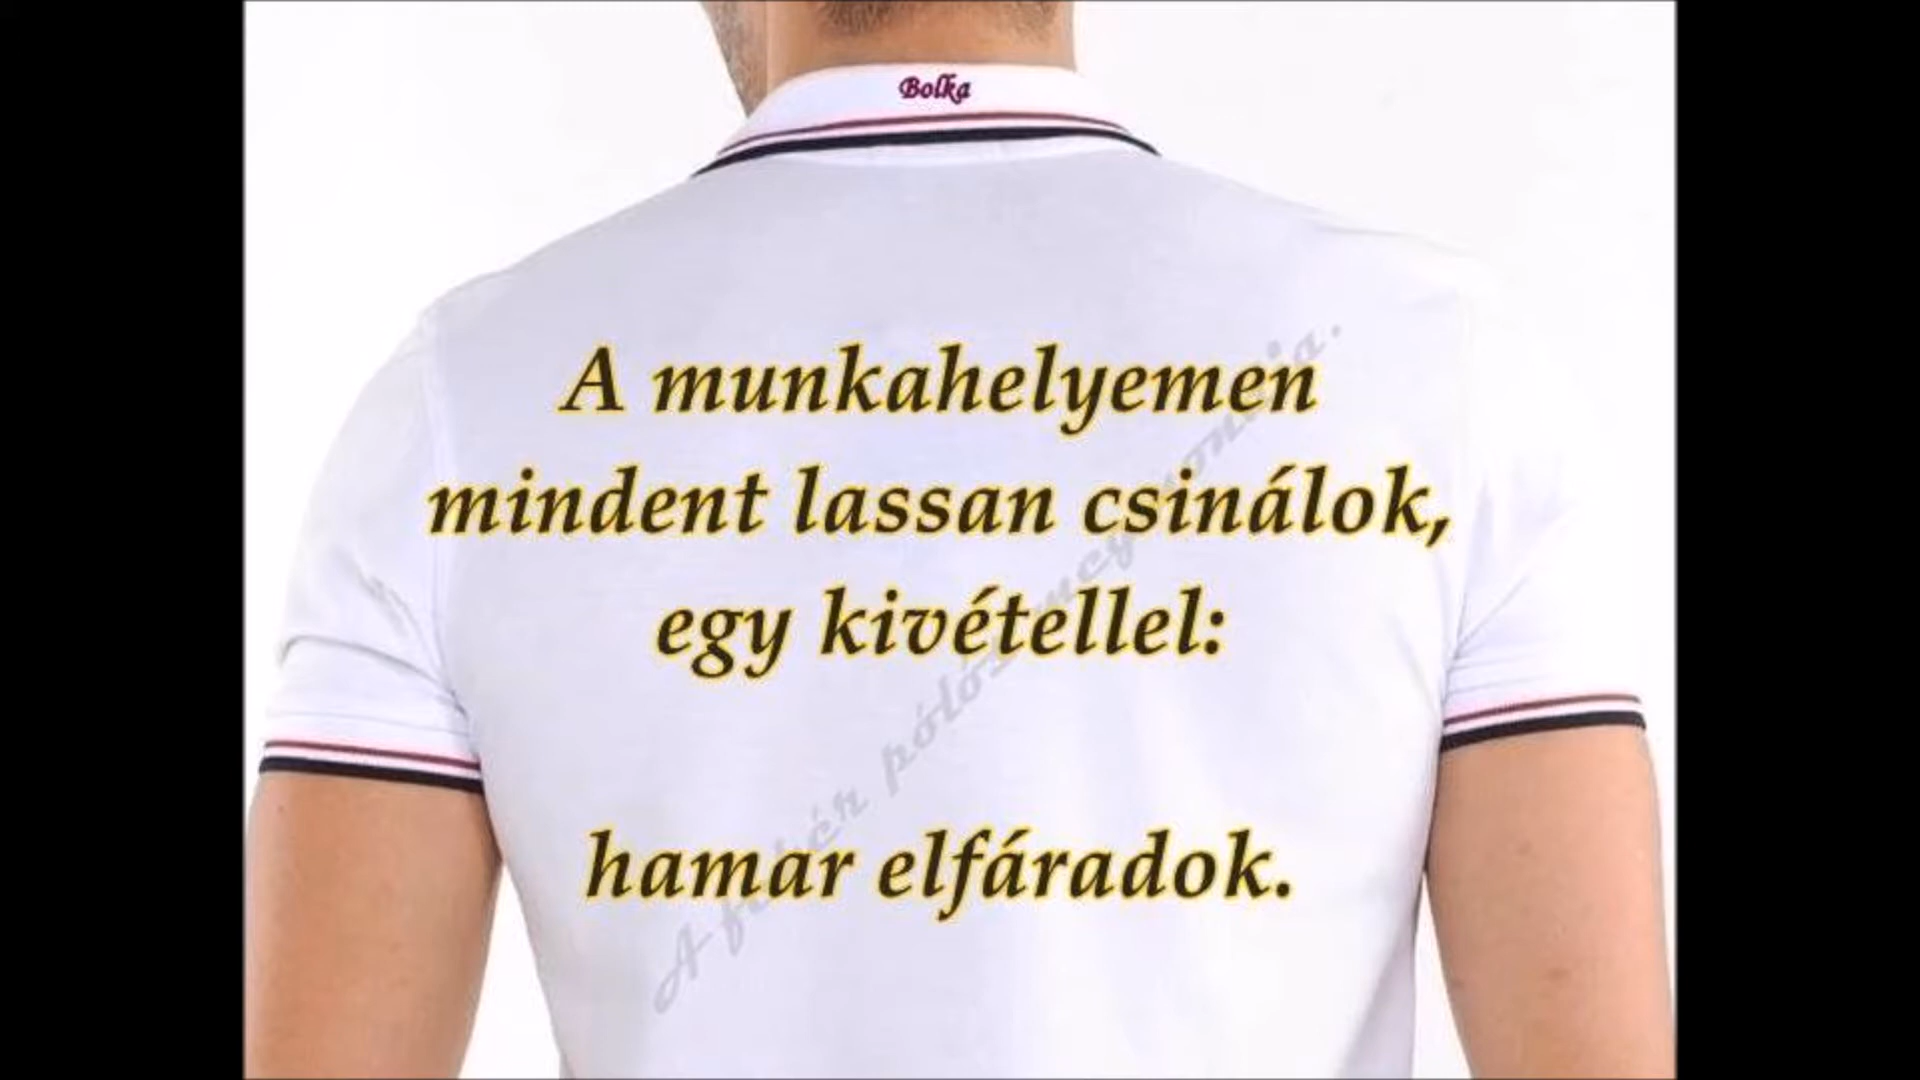 Bolka
A munkahelyemen
mindent lassan csinálok,
egy kivétellel:
hamar elfáradok.